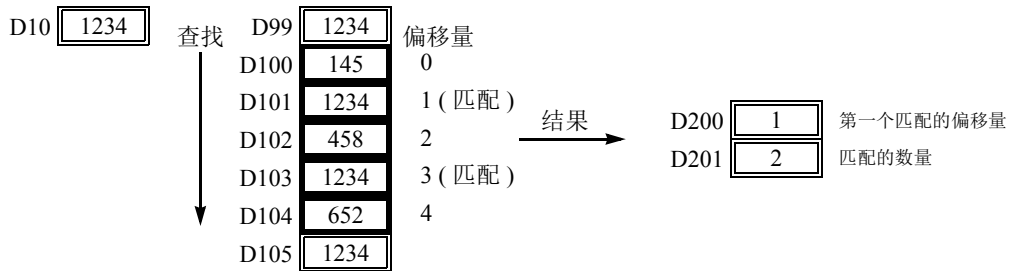 D10 1234 查找 D99 1234 偏移量
D100 145 0
D101 1234 1 ( 匹配 )
D102 458 2
D103 1234 3 ( 匹配 )
D104 652 4
D105 1234
结果
D200 1 第一个匹配的偏移量
D201 2 匹配的数量